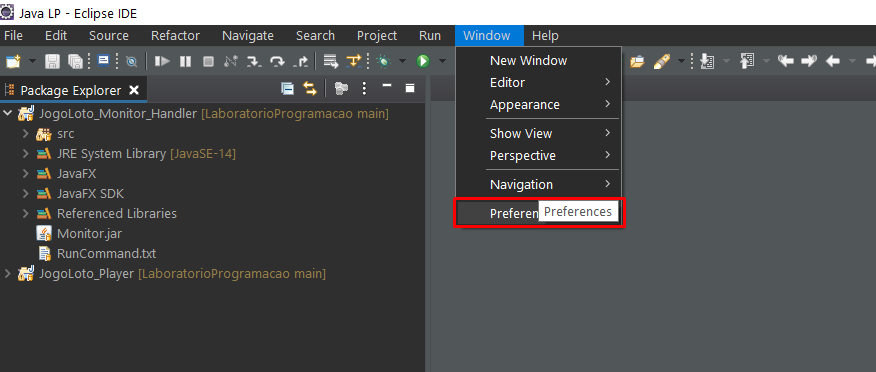 Java LP - Eclipse IDE
File Edit Source Refactor Navigate Search Project Run Window Help
Package Explorer
JogoLoto_Monitor_Handler [LaboratorioProgramacao main]
src
JRE System Library [JavaSE-14]
JavaFX
JavaFX SDK
Referenced Libraries
Monitor.jar
RunCommand.txt
JogoLoto_Player [LaboratorioProgramacao main]
New Window
Editor
Appearance
Show View
Perspective
Navigation
Preferen
Preferences